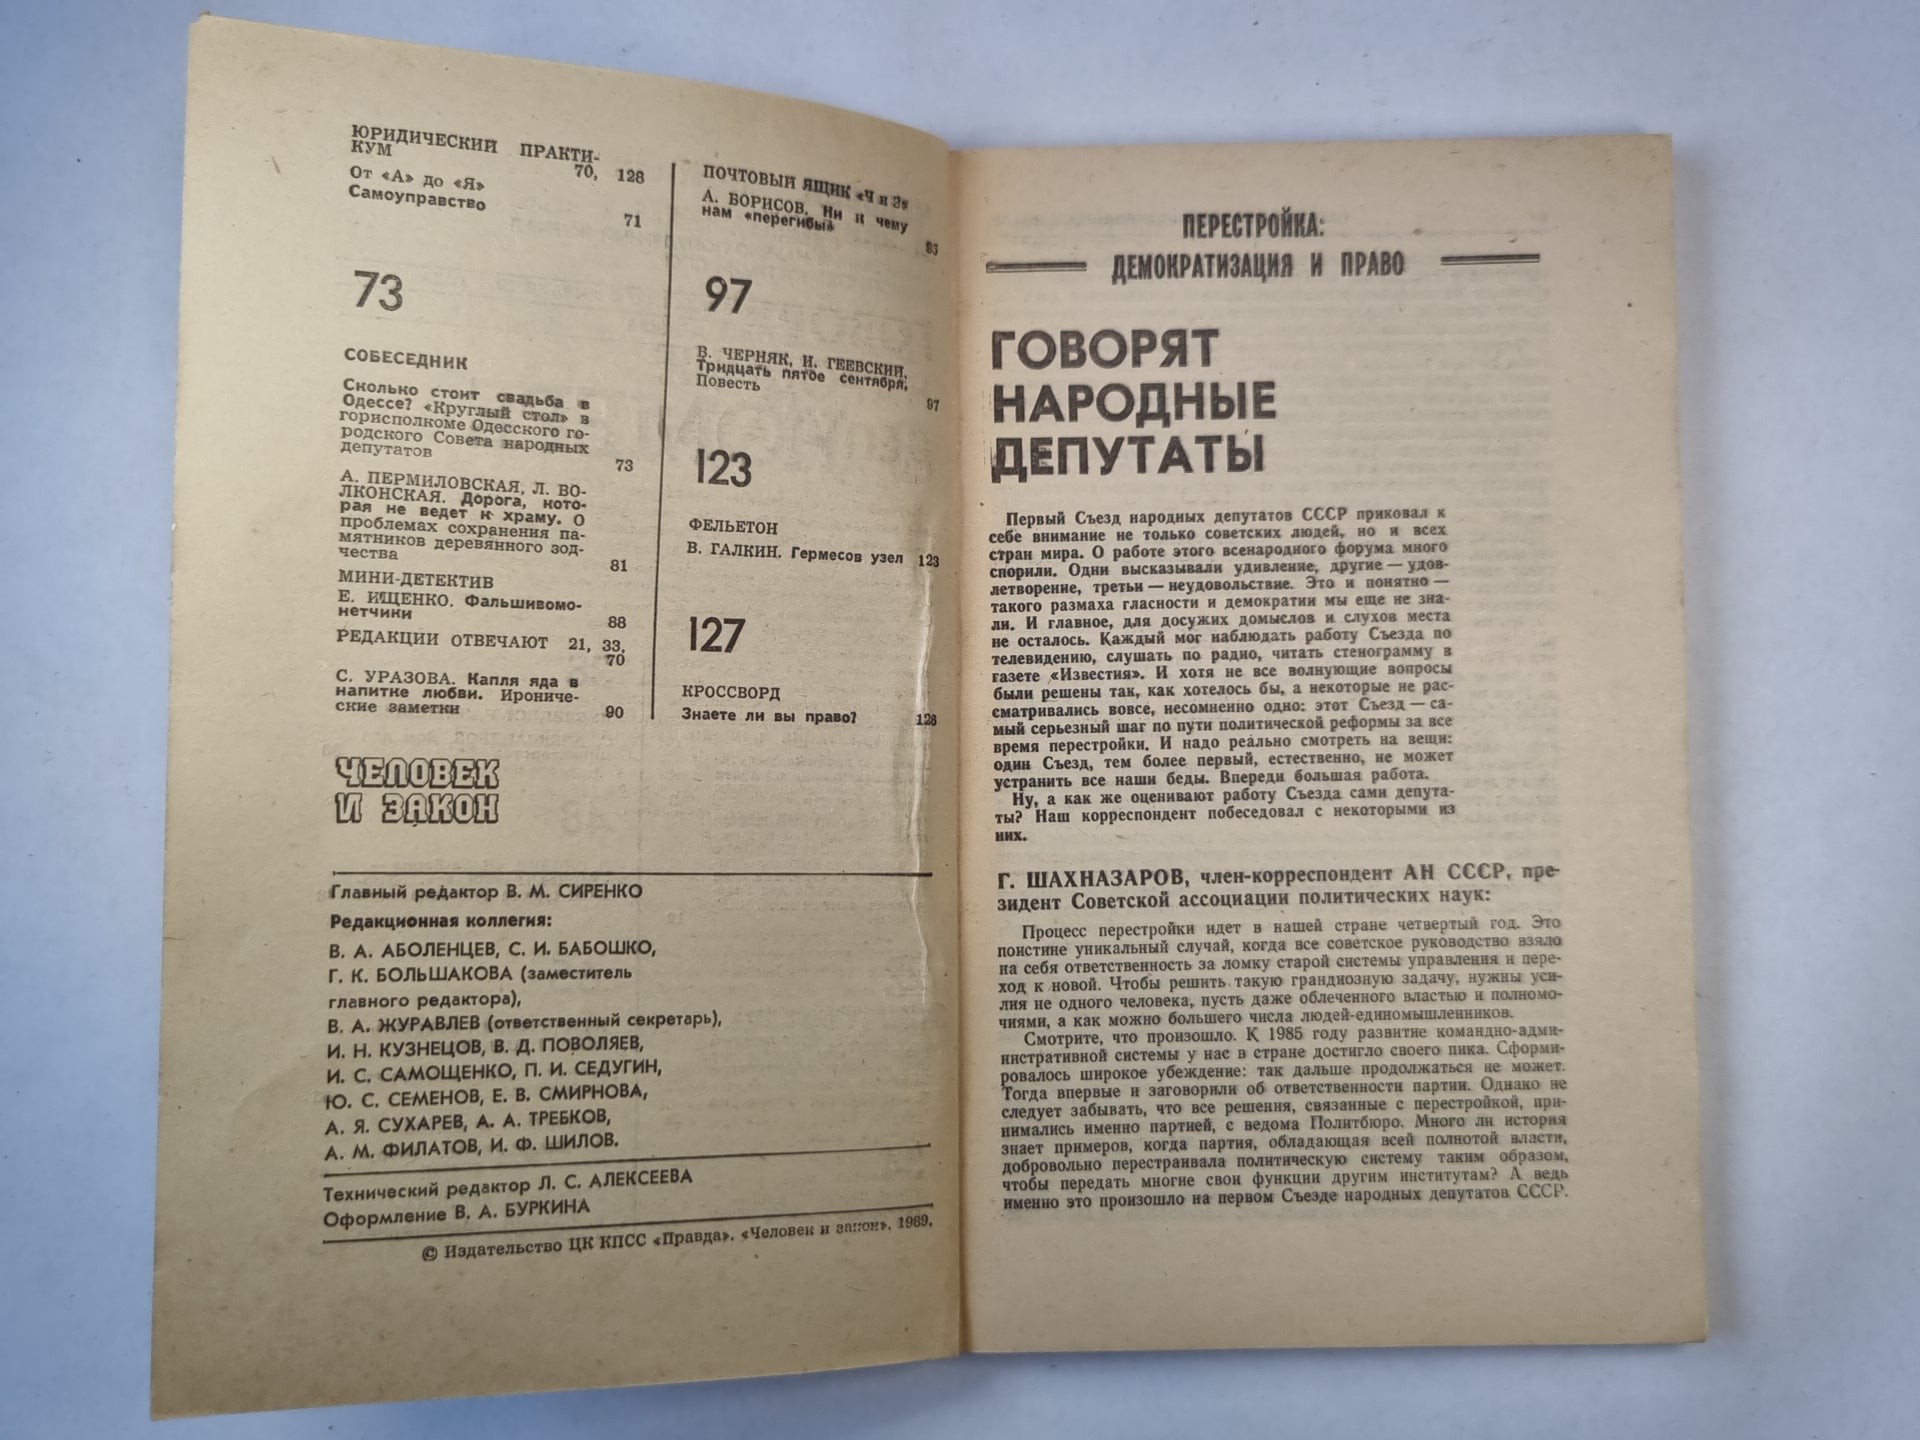 ЮРИДИЧЕСКИЙ ПРАКТИ-
КУМ 70, 128
От «А» до «Я»
Самоуправство 71
73
СОБЕСЕДНИК
Сколько стоит свадьба в
Одессе? «Круглый стол» в
горисполкоме Одесского го-
родского Совета народных
депутатов 73
А. ПЕРМИЛОВСКАЯ, Л. ВО-
ЛКОНСКАЯ. Дорога, кото-
рая не ведет к храму. О
проблемах сохранения па-
мятников деревянного зод-
чества 81
МИНИ-ДЕТЕКТИВ
Е. ИЩЕНКО. Фальшивомо-
нетчики 88
РЕДАКЦИИ ОТВЕЧАЮТ 21, 33,
70
С. УРАЗОВА. Капля яда в
напитке любви. Ирониче-
ские заметки 90
ПОЧТОВЫЙ ЯЩИК «Ч и З»
А. БОРИСОВ. Ни к чему
нам «перегибы»
97
В. ЧЕРНЯК, И. ГЕЕВСКИЙ.
Тридцать пятое сентября.
Повесть 97
123
ФЕЛЬЕТОН
В. ГАЛКИН. Гермесов узел 123
127
КРОССВОРД
Знаете ли вы право? 128
ЧЕЛОВЕК
И ЗАКОН
Главный редактор В. М. СИРЕНКО
Редакционная коллегия:
В. А. АБОЛЕНЦЕВ, С. И. БАБОШКО,
Г. К. БОЛЬШАКОВА (заместитель
главного редактора),
В. А. ЖУРАВЛЕВ (ответственный секретарь),
И. Н. КУЗНЕЦОВ, В. Д. ПОВОЛЯЕВ,
И. С. САМОЩЕНКО, П. И. СЕДУГИН,
Ю. С. СЕМЕНОВ, Е. В. СМИРНОВА,
А. Я. СУХАРЕВ, А. А. ТРЕБКОВ,
А. М. ФИЛАТОВ, И. Ф. ШИЛОВ.
Технический редактор Л. С. АЛЕКСЕЕВА
Оформление В. А. БУРКИНА
© Издательство ЦК КПСС «Правда», «Человек и закон», 1989.
ПЕРЕСТРОЙКА:
ДЕМОКРАТИЗАЦИЯ И ПРАВО
ГОВОРЯТ
НАРОДНЫЕ
ДЕПУТАТЫ
Первый Съезд народных депутатов СССР приковал к
себе внимание не только советских людей, но и всех
стран мира. О работе этого всенародного форума много
спорили. Одни высказывали удивление, другие — удов-
летворение, третьи — неудовольствие. Это и понятно —
такого размаха гласности и демократии мы еще не зна-
ли. И главное, для досужих домыслов и слухов места
не осталось. Каждый мог наблюдать работу Съезда по
телевидению, слушать по радио, читать стенограмму в
газете «Известия». И хотя не все волнующие вопросы
были решены так, как хотелось бы, а некоторые не рас-
сматривались вовсе, несомненно одно: этот Съезд — са-
мый серьезный шаг по пути политической реформы за все
время перестройки. И надо реально смотреть на вещи:
один Съезд, тем более первый, естественно, не может
устранить все наши беды. Впереди большая работа.
Ну, а как же оценивают работу Съезда сами депута-
ты? Наш корреспондент побеседовал с некоторыми из
них.
Г. ШАХНАЗАРОВ, член-корреспондент АН СССР, пре-
зидент Советской ассоциации политических наук:
Процесс перестройки идет в нашей стране четвертый год. Это
поистине уникальный случай, когда все советское руководство взяло
на себя ответственность за ломку старой системы управления и пере-
ход к новой. Чтобы решить такую грандиозную задачу, нужны уси-
лия не одного человека, пусть даже облеченного властью и полномо-
чиями, а как можно большего числа людей-единомышленников.
Смотрите, что произошло. К 1985 году развитие командно-адми-
нистративной системы у нас в стране достигло своего пика. Сформи-
ровалось широкое убеждение: так дальше продолжаться не может.
Тогда впервые и заговорили об ответственности партии. Однако не
следует забывать, что все решения, связанные с перестройкой, при-
нимались именно партией, с ведома Политбюро. Много ли история
знает примеров, когда партия, обладающая всей полнотой власти,
добровольно перестраивала политическую систему таким образом,
чтобы передать многие свои функции другим институтам? А ведь
именно это произошло на первом Съезде народных депутатов СССР.